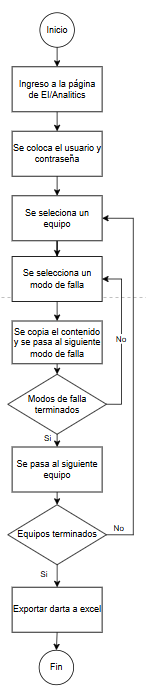 Inicio
Ingreso a la página
de EI/Analitics
Se coloca el usuario y
contraseña
Se seleciona un
equipo
Se selecciona un
modo de falla
No
Se copia el contenido
y se pasa al siguiente
modo de falla
Modos de falla
terminados
Si
Se pasa al siguiente
equipo
Equipos terminados
No
Si
Exportar darta a excel
Fin